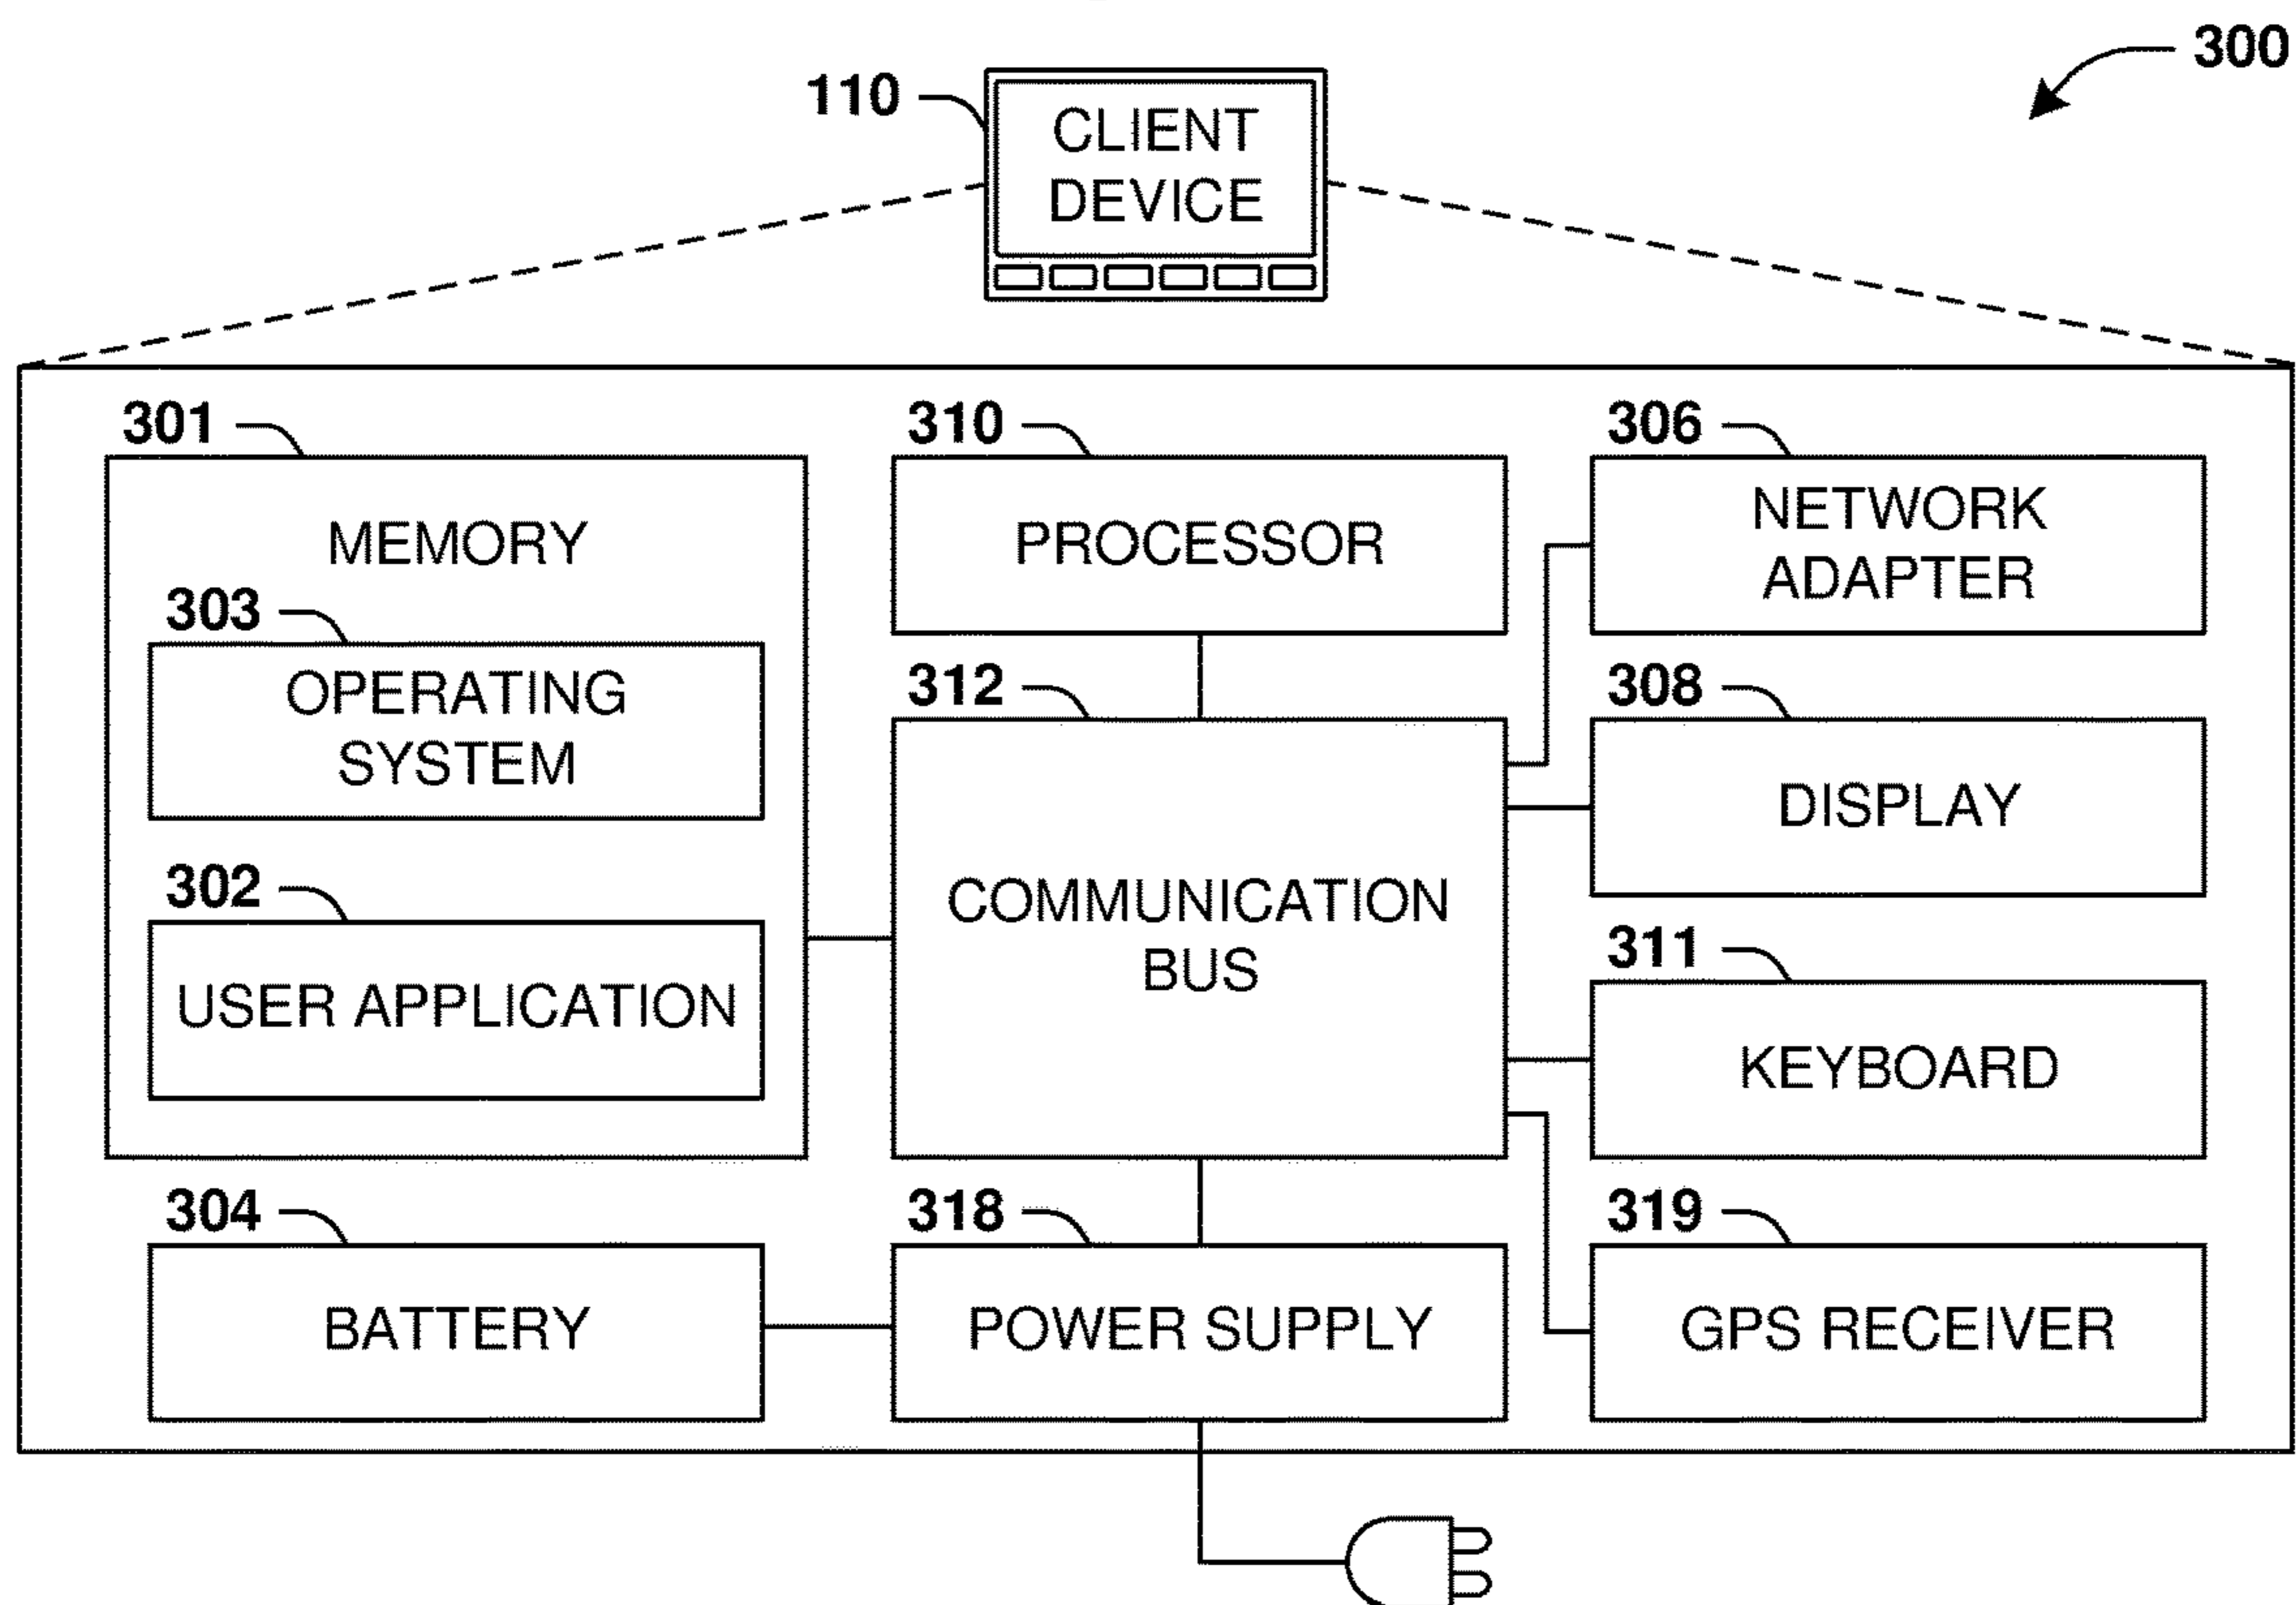 300
110
CLIENT
DEVICE
301
MEMORY
303
OPERATING
SYSTEM
302
USER APPLICATION
304
BATTERY
310
PROCESSOR
312
COMMUNICATION
BUS
318
POWER SUPPLY
306
NETWORK
ADAPTER
308
DISPLAY
311
KEYBOARD
319
GPS RECEIVER